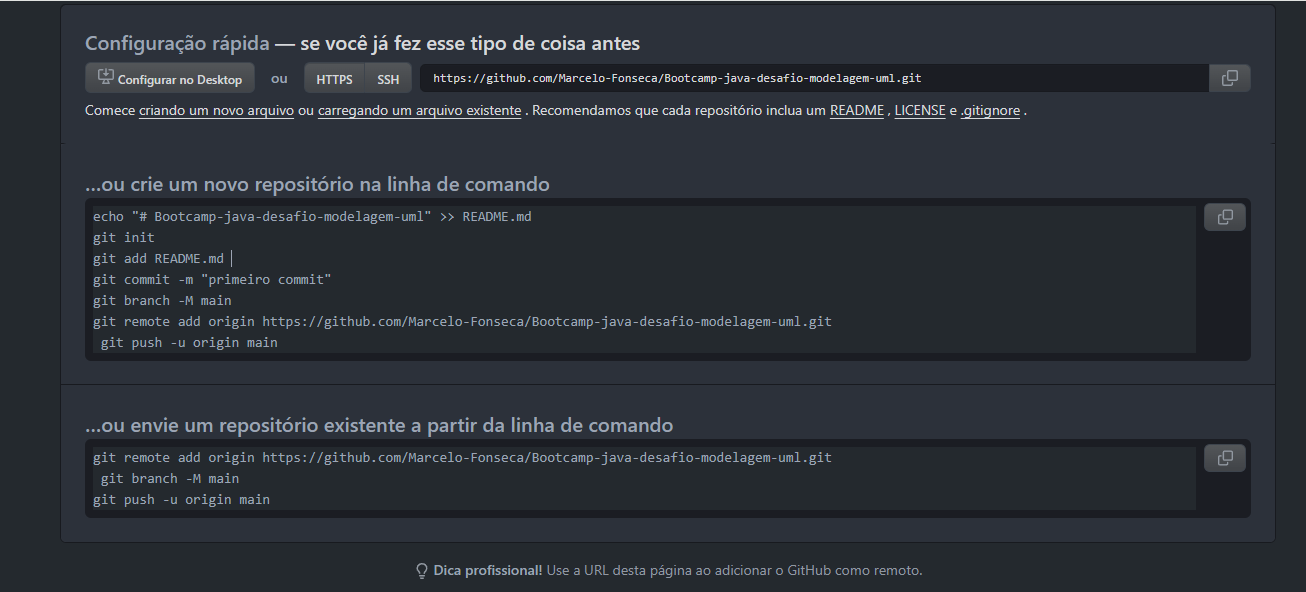 Configuração rápida — se você já fez esse tipo de coisa antes
Configurar no Desktop ou HTTPS SSH https://github.com/Marcelo-Fonseca/Bootcamp-java-desafio-modelagem-uml.git
Comece criando um novo arquivo ou carregando um arquivo existente . Recomendamos que cada repositório inclua um README , LICENSE e .gitignore .
…ou crie um novo repositório na linha de comando
echo "# Bootcamp-java-desafio-modelagem-uml" >> README.md
git init
git add README.md
git commit -m "primeiro commit"
git branch -M main
git remote add origin https://github.com/Marcelo-Fonseca/Bootcamp-java-desafio-modelagem-uml.git
git push -u origin main
…ou envie um repositório existente a partir da linha de comando
git remote add origin https://github.com/Marcelo-Fonseca/Bootcamp-java-desafio-modelagem-uml.git
git branch -M main
git push -u origin main
Dica profissional! Use a URL desta página ao adicionar o GitHub como remoto.